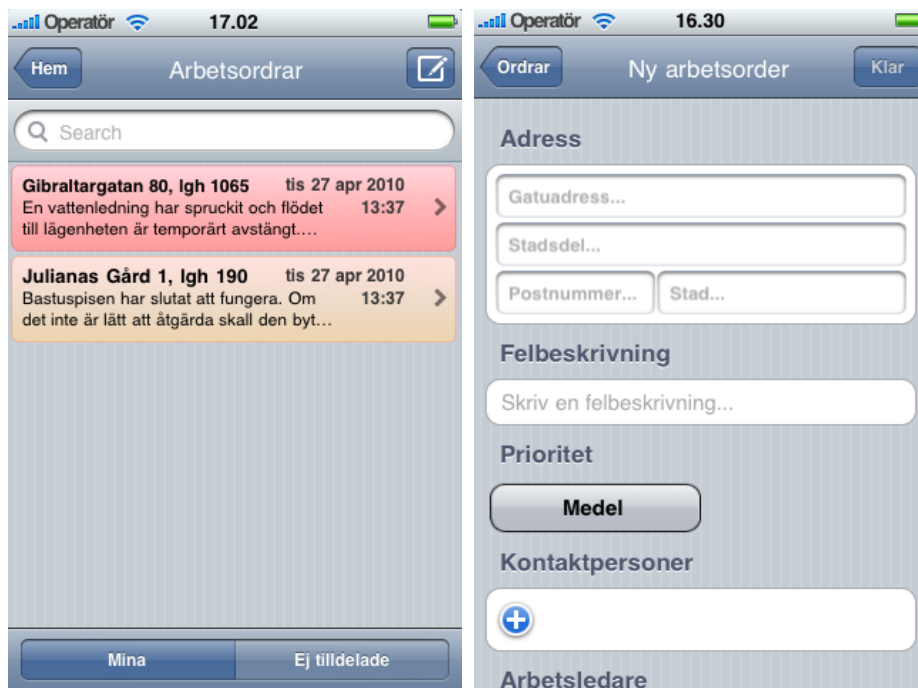 Operatör 17.02
Hem Arbetsordrar
Search
Gibraltargatan 80, lgh 1065 tis 27 apr 2010
En vattenledning har spruckit och flödet 13:37
till lägenheten är temporärt avstängt....
Julianas Gård 1, lgh 190 tis 27 apr 2010
Bastuspisen har slutat att fungera. Om 13:37
det inte är lätt att åtgärda skall den byt...
Mina Ej tilldelade
Operatör 16.30
Ordrar Ny arbetsorder Klar
Adress
Gatuadress...
Stadsdel...
Postnummer... Stad...
Felbeskrivning
Skriv en felbeskrivning...
Prioritet
Medel
Kontaktpersoner
Arbetsledare